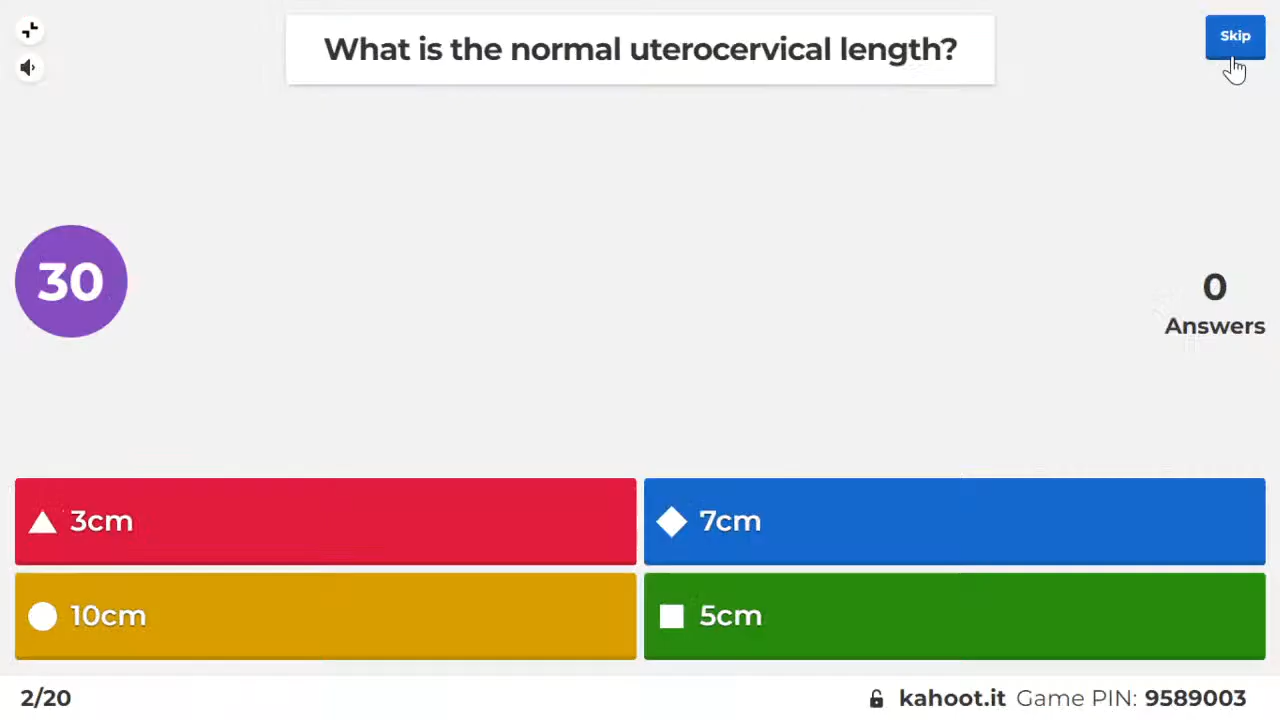 What is the normal uterocervical length?
Skip
30
0
Answers
3cm
7cm
10cm
5cm
2/20
kahoot.it Game PIN: 9589003